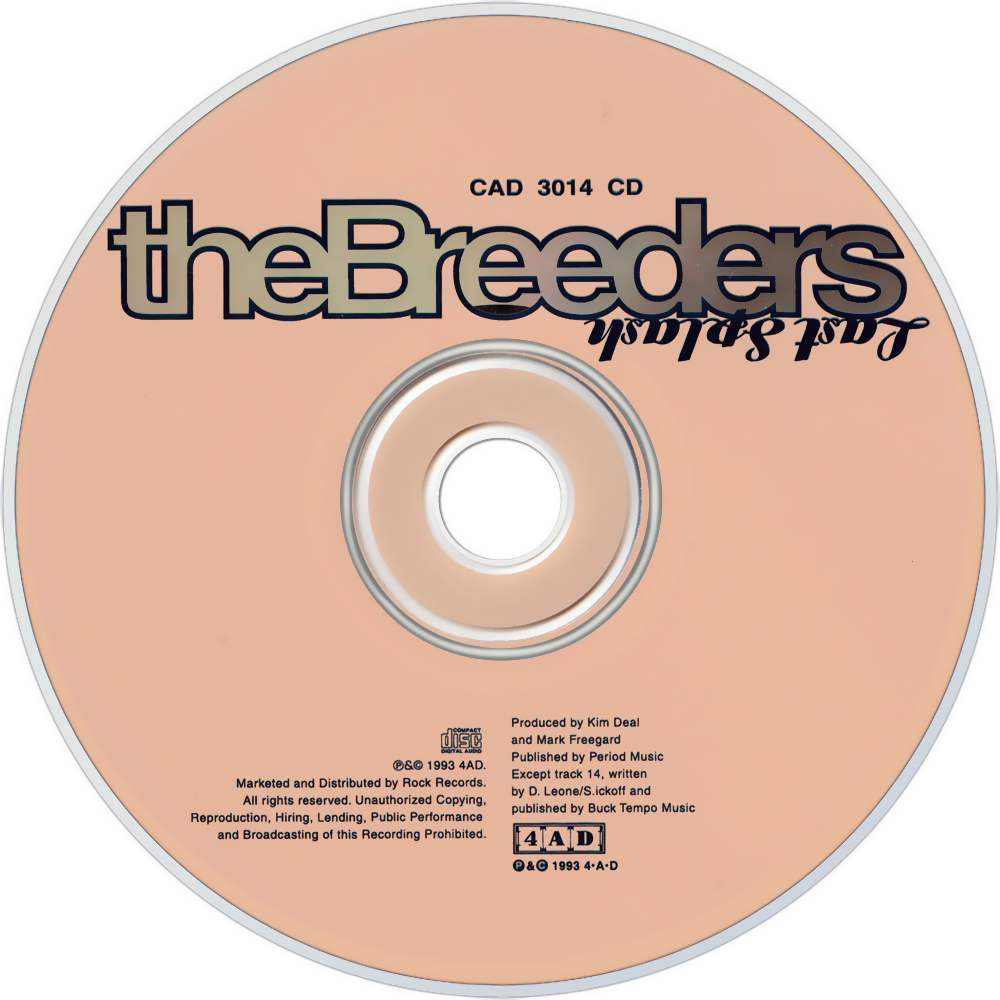 CAD 3014 CD
theBreeders
Last Splash
COMPACT
disc
DIGITAL AUDIO
℗&© 1993 4AD.
Marketed and Distributed by Rock Records.
All rights reserved. Unauthorized Copying,
Reproduction, Hiring, Lending, Public Performance
and Broadcasting of this Recording Prohibited.
Produced by Kim Deal
and Mark Freegard
Published by Period Music
Except track 14, written
by D. Leone/S.ickoff and
published by Buck Tempo Music
4AD
℗&© 1993 4•A•D